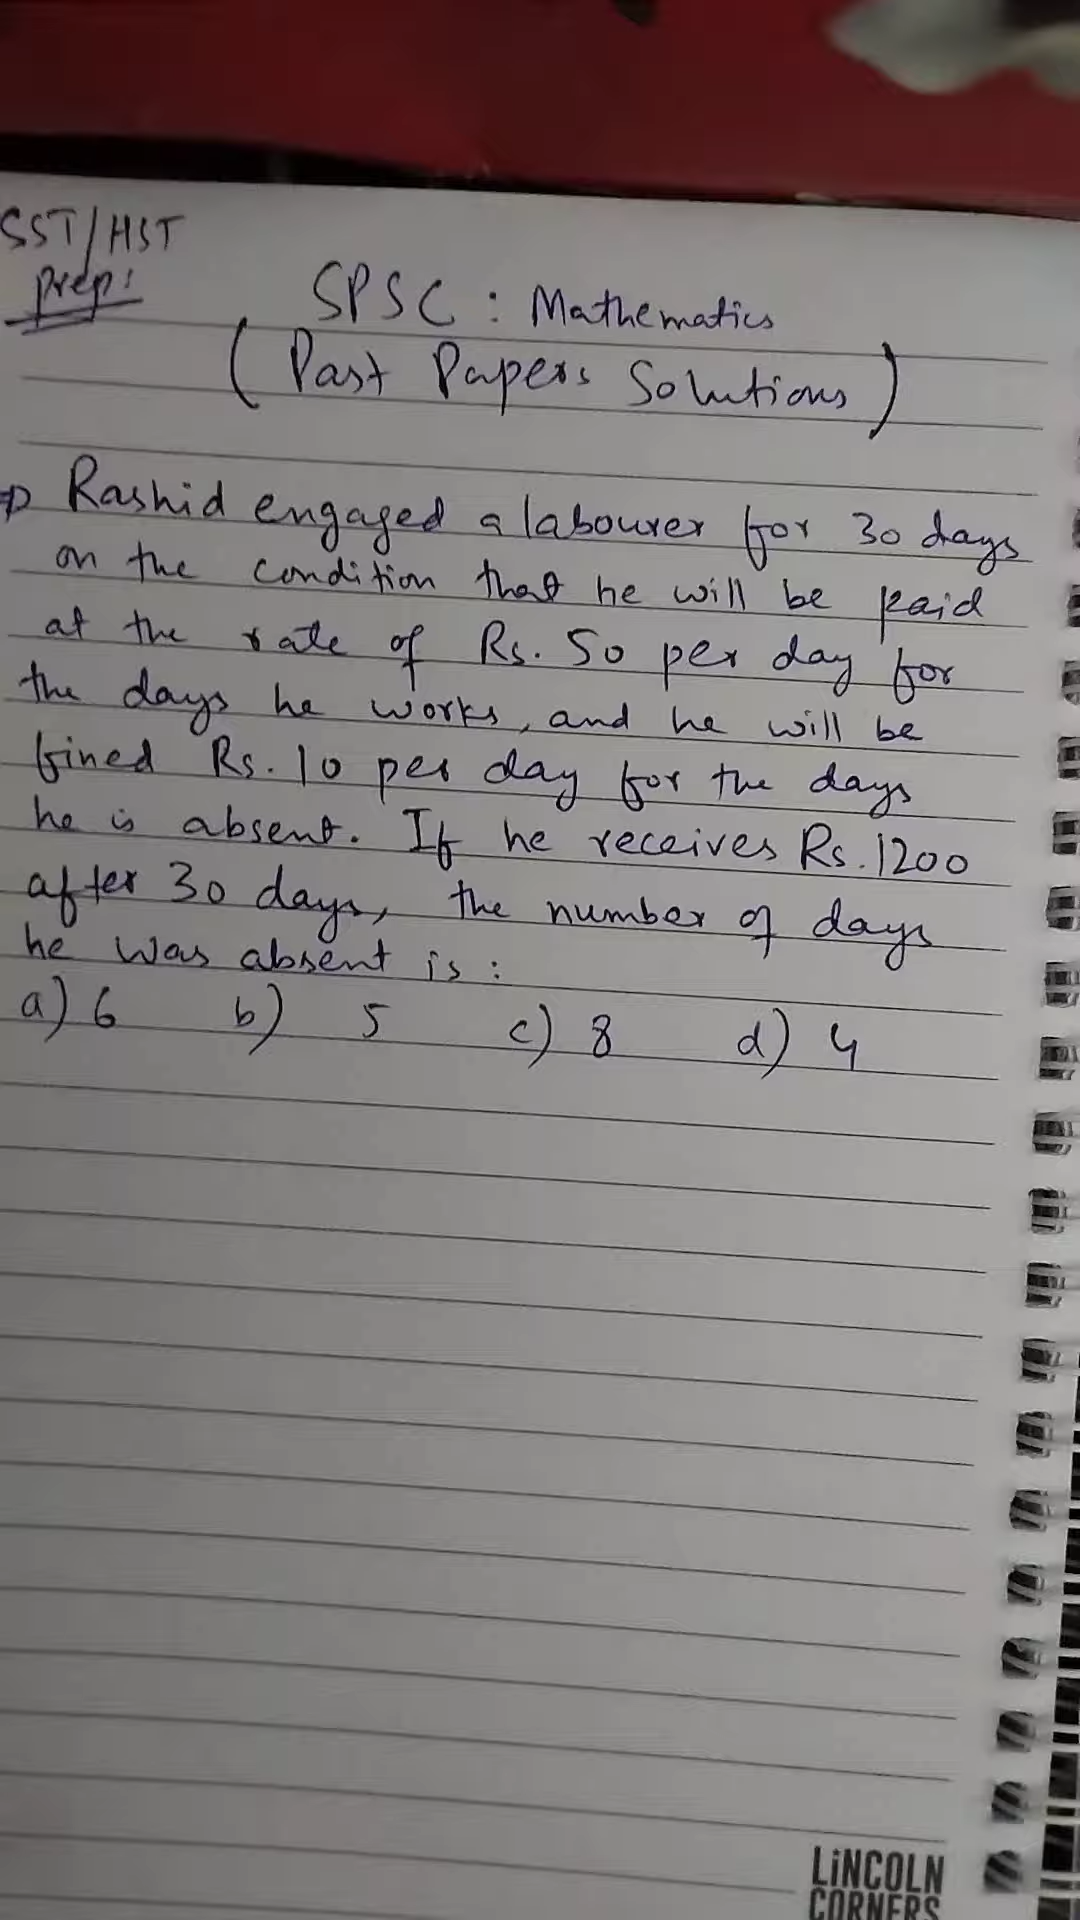 SST/HST
prep:
SPSC : Mathematics
( Past Papers Solutions )
Rashid engaged a labourer for 30 days
on the condition that he will be paid
at the rate of Rs. 50 per day for
the days he works, and he will be
fined Rs. 10 per day for the days
he is absent. If he receives Rs. 1200
after 30 days, the number of days
he was absent is :
a) 6 b) 5 c) 8 d) 4
LiNCOLN
CORNERS